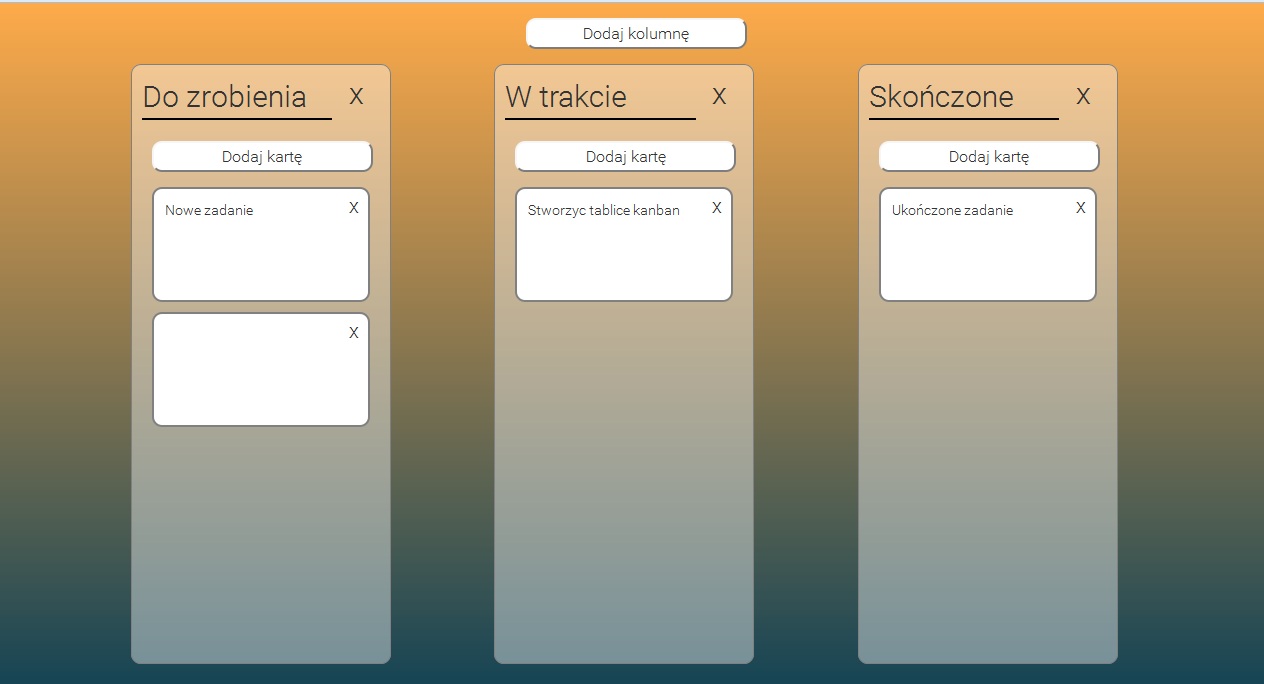 Dodaj kolumnę
Do zrobienia X
Dodaj kartę
Nowe zadanie X
X
W trakcie X
Dodaj kartę
Stworzyc tablice kanban X
Skończone X
Dodaj kartę
Ukończone zadanie X